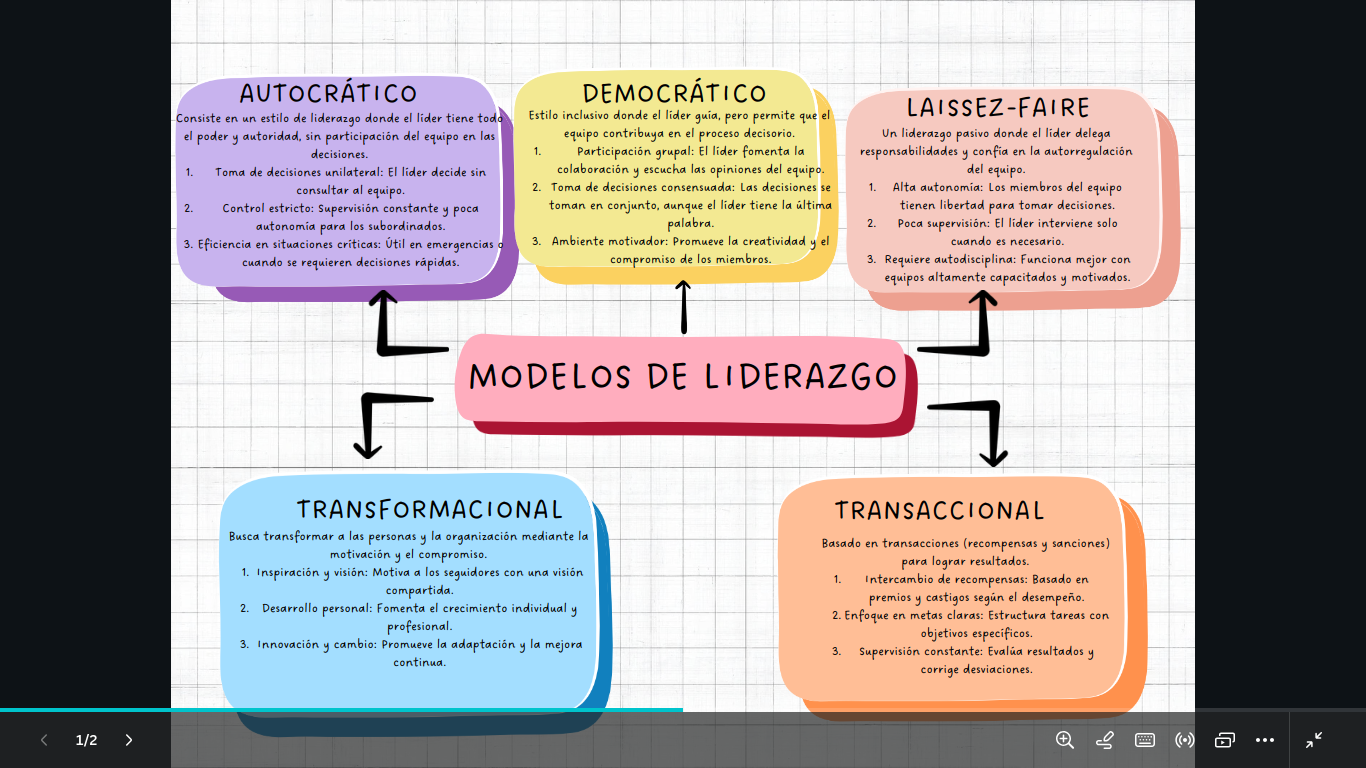 AUTOCRÁTICO
Consiste en un estilo de liderazgo donde el líder tiene todo
el poder y autoridad, sin participación del equipo en las
decisiones.
1. Toma de decisiones unilateral: El líder decide sin
consultar al equipo.
2. Control estricto: Supervisión constante y poca
autonomía para los subordinados.
3. Eficiencia en situaciones críticas: Útil en emergencias o
cuando se requieren decisiones rápidas.
DEMOCRÁTICO
Estilo inclusivo donde el líder guía, pero permite que el
equipo contribuya en el proceso decisorio.
1. Participación grupal: El líder fomenta la
colaboración y escucha las opiniones del equipo.
2. Toma de decisiones consensuada: Las decisiones se
toman en conjunto, aunque el líder tiene la última
palabra.
3. Ambiente motivador: Promueve la creatividad y el
compromiso de los miembros.
LAISSEZ-FAIRE
Un liderazgo pasivo donde el líder delega
responsabilidades y confía en la autorregulación
del equipo.
1. Alta autonomía: Los miembros del equipo
tienen libertad para tomar decisiones.
2. Poca supervisión: El líder interviene solo
cuando es necesario.
3. Requiere autodisciplina: Funciona mejor con
equipos altamente capacitados y motivados.
MODELOS DE LIDERAZGO
TRANSFORMACIONAL
Busca transformar a las personas y la organización mediante la
motivación y el compromiso.
1. Inspiración y visión: Motiva a los seguidores con una visión
compartida.
2. Desarrollo personal: Fomenta el crecimiento individual y
profesional.
3. Innovación y cambio: Promueve la adaptación y la mejora
continua.
TRANSACCIONAL
Basado en transacciones (recompensas y sanciones)
para lograr resultados.
1. Intercambio de recompensas: Basado en
premios y castigos según el desempeño.
2. Enfoque en metas claras: Estructura tareas con
objetivos específicos.
3. Supervisión constante: Evalúa resultados y
corrige desviaciones.
1/2